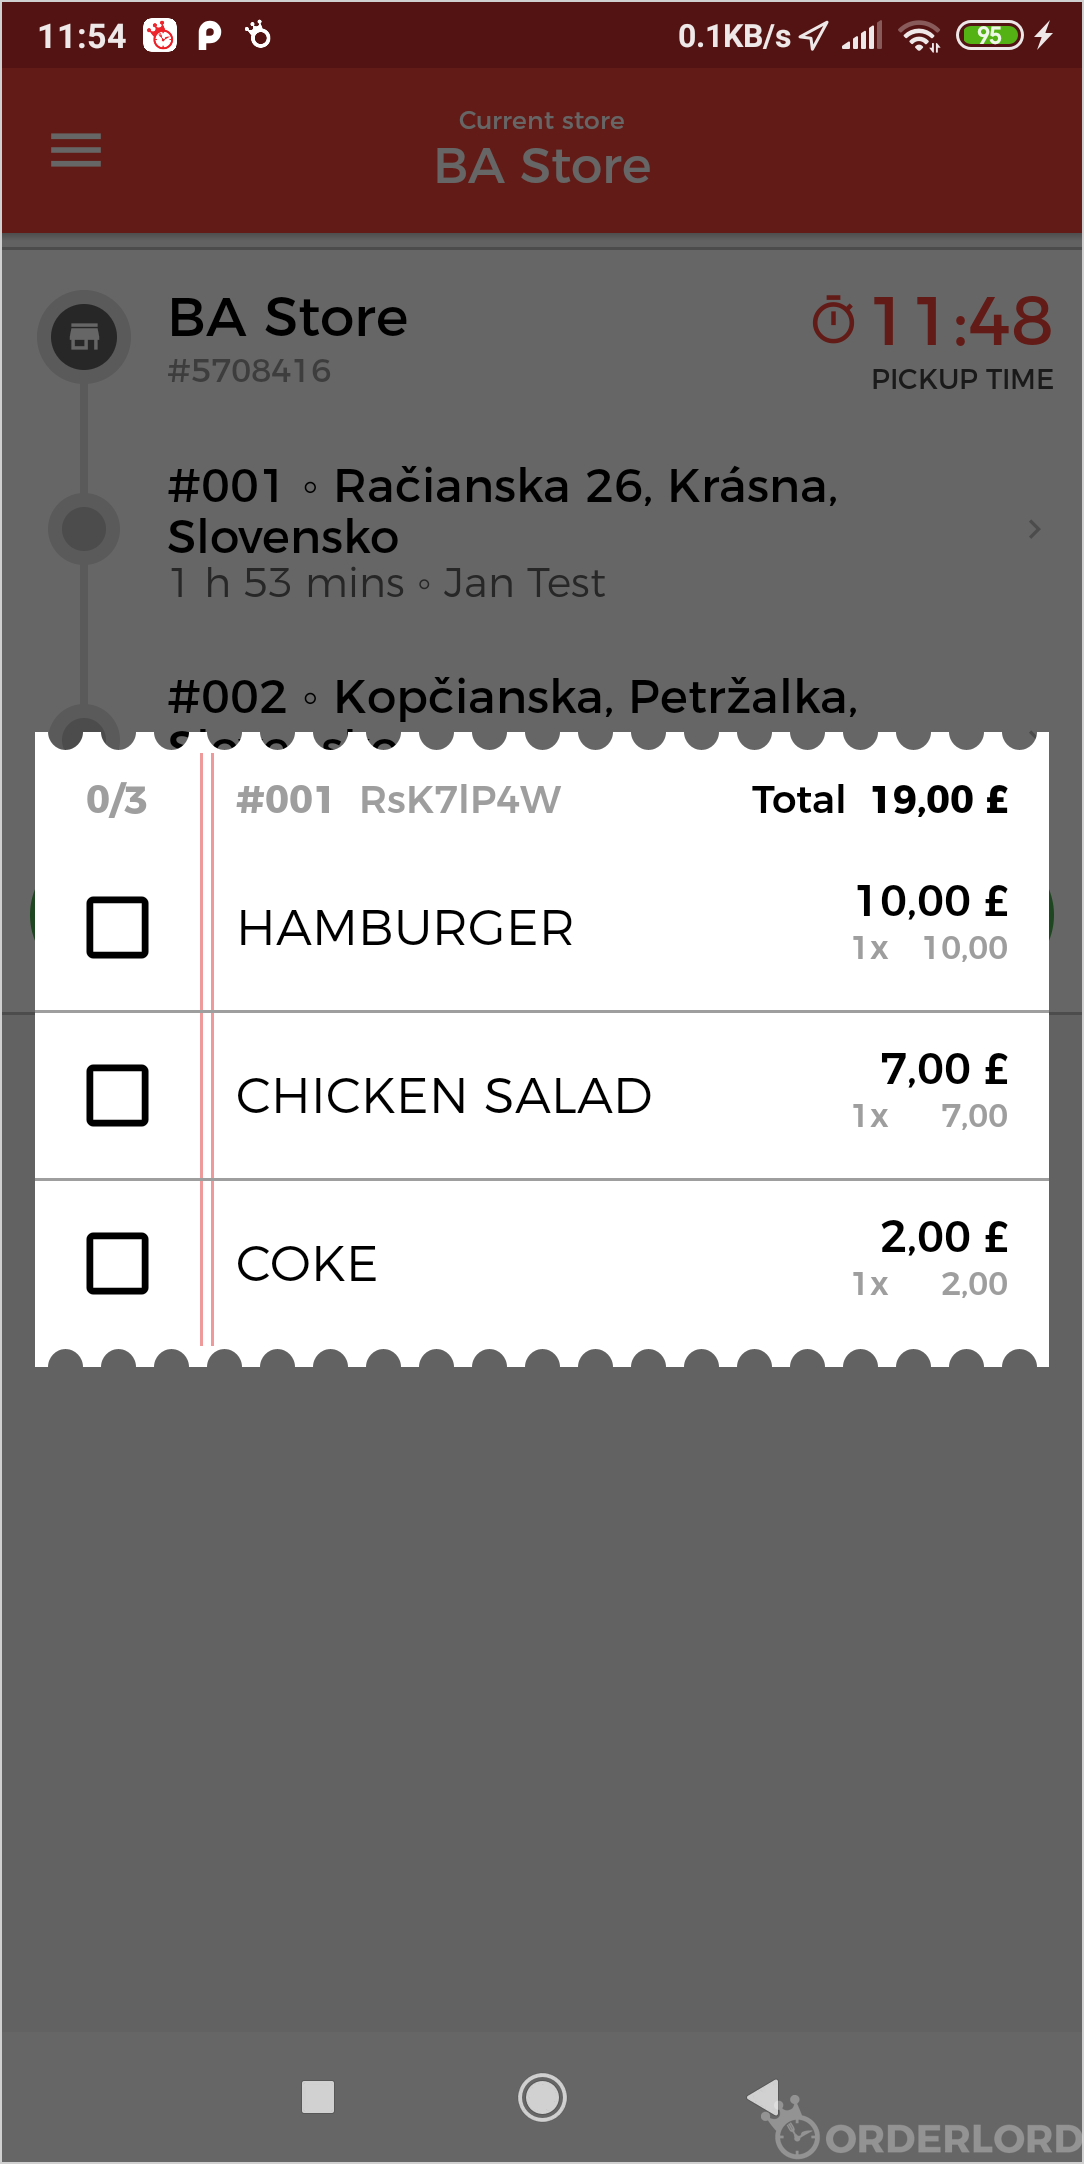 11:54 0.1KB/s 95
Current store
BA Store
BA Store 11:48
#5708416 PICKUP TIME
#001 ◦ Račianska 26, Krásna,
Slovensko
1 h 53 mins ◦ Jan Test
#002 ◦ Kopčianska, Petržalka,
0/3 #001 RsK7lP4W Total 19,00 £
HAMBURGER 10,00 £
1x 10,00
CHICKEN SALAD 7,00 £
1x 7,00
COKE 2,00 £
1x 2,00
ORDERLORD